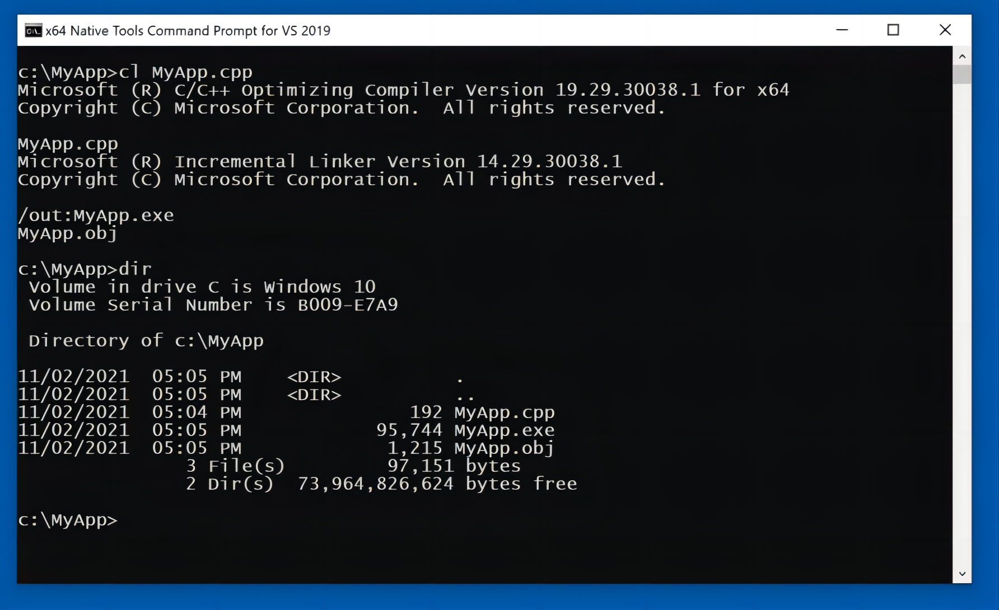 x64 Native Tools Command Prompt for VS 2019
c:\MyApp>cl MyApp.cpp
Microsoft (R) C/C++ Optimizing Compiler Version 19.29.30038.1 for x64
Copyright (C) Microsoft Corporation.  All rights reserved.
MyApp.cpp
Microsoft (R) Incremental Linker Version 14.29.30038.1
Copyright (C) Microsoft Corporation.  All rights reserved.
/out:MyApp.exe
MyApp.obj
c:\MyApp>dir
 Volume in drive C is Windows 10
 Volume Serial Number is B009-E7A9
 Directory of c:\MyApp
11/02/2021  05:05 PM    <DIR>          .
11/02/2021  05:05 PM    <DIR>          ..
11/02/2021  05:04 PM               192 MyApp.cpp
11/02/2021  05:05 PM            95,744 MyApp.exe
11/02/2021  05:05 PM             1,215 MyApp.obj
               3 File(s)         97,151 bytes
               2 Dir(s)  73,964,826,624 bytes free
c:\MyApp>